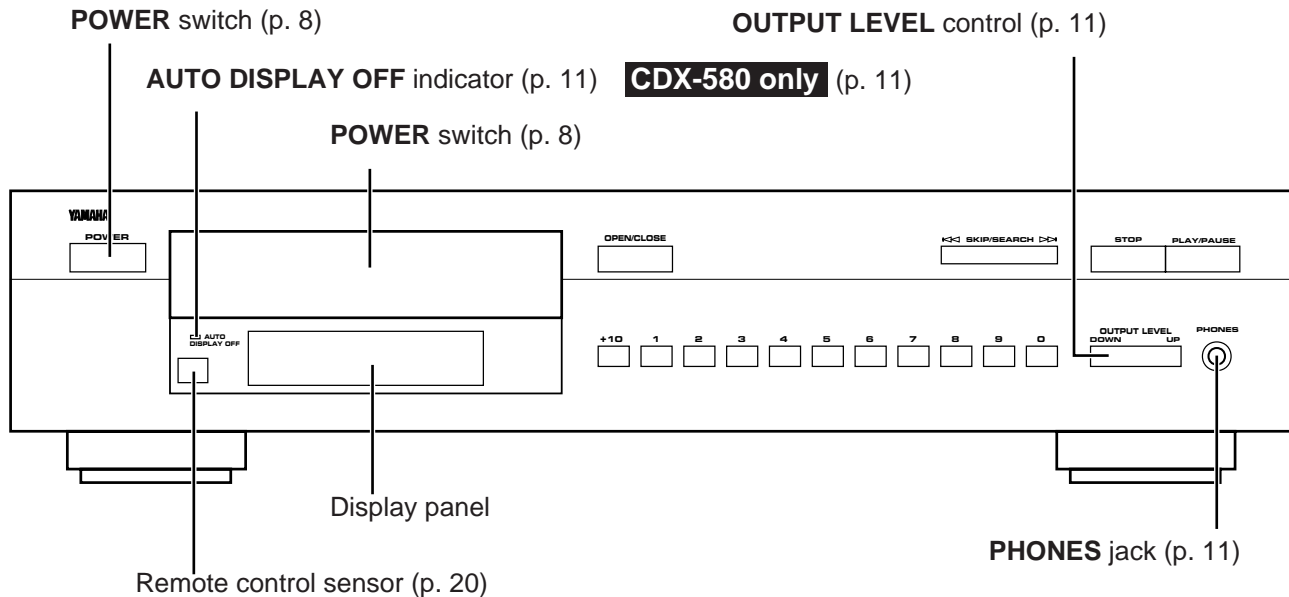 POWER switch (p. 8)
OUTPUT LEVEL control (p. 11)
AUTO DISPLAY OFF indicator (p. 11) CDX-580 only (p. 11)
POWER switch (p. 8)
YAMAHA
POWER
OPEN/CLOSE
SKIP/SEARCH
STOP
PLAY/PAUSE
AUTO
DISPLAY OFF
+10 1 2 3 4 5 6 7 8 9 0
OUTPUT LEVEL
DOWN UP
PHONES
Display panel
PHONES jack (p. 11)
Remote control sensor (p. 20)